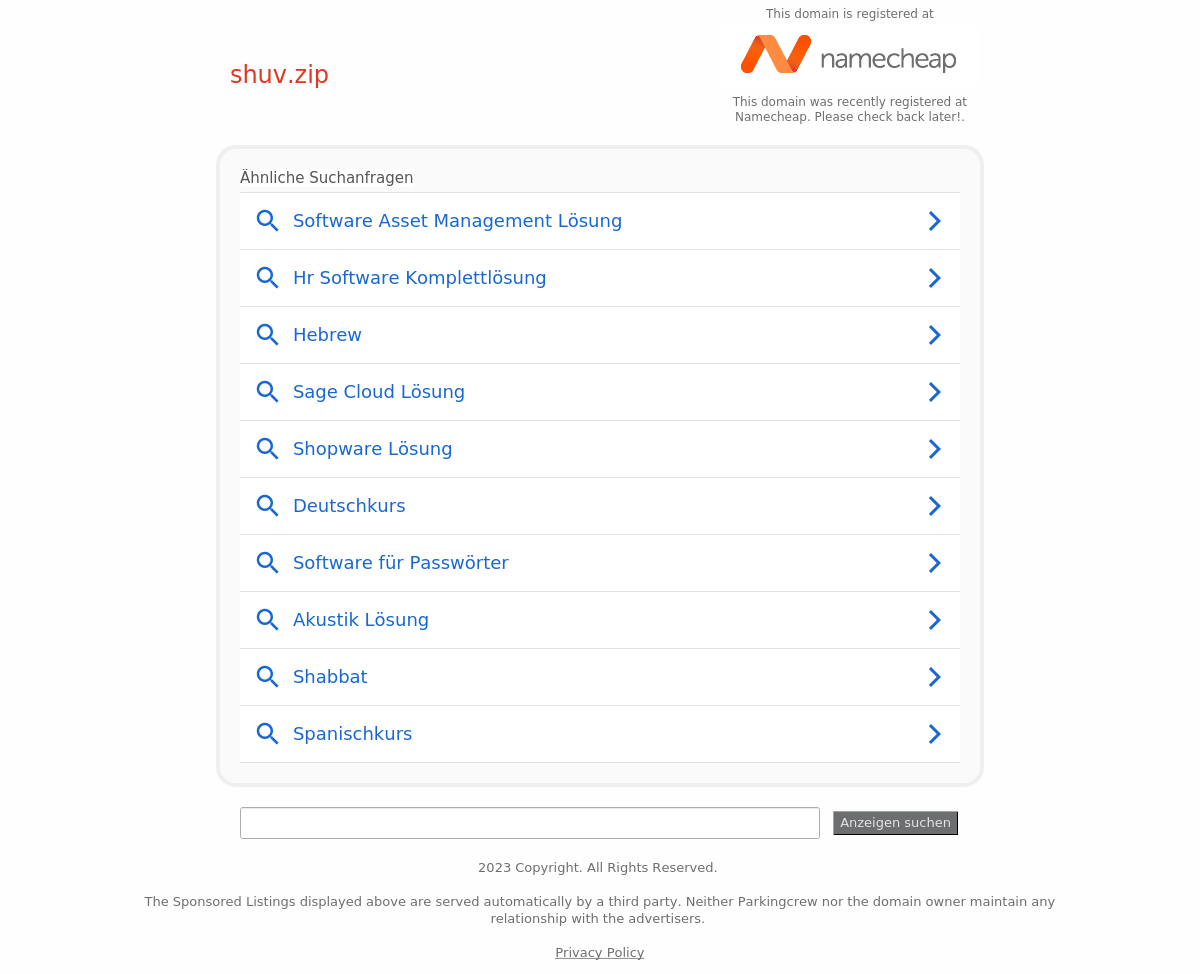 This domain is registered at
namecheap
shuv.zip
This domain was recently registered at
Namecheap. Please check back later!.
Ähnliche Suchanfragen
Software Asset Management Lösung
Hr Software Komplettlösung
Hebrew
Sage Cloud Lösung
Shopware Lösung
Deutschkurs
Software für Passwörter
Akustik Lösung
Shabbat
Spanischkurs
Anzeigen suchen
2023 Copyright. All Rights Reserved.
The Sponsored Listings displayed above are served automatically by a third party. Neither Parkingcrew nor the domain owner maintain any
relationship with the advertisers.
Privacy Policy